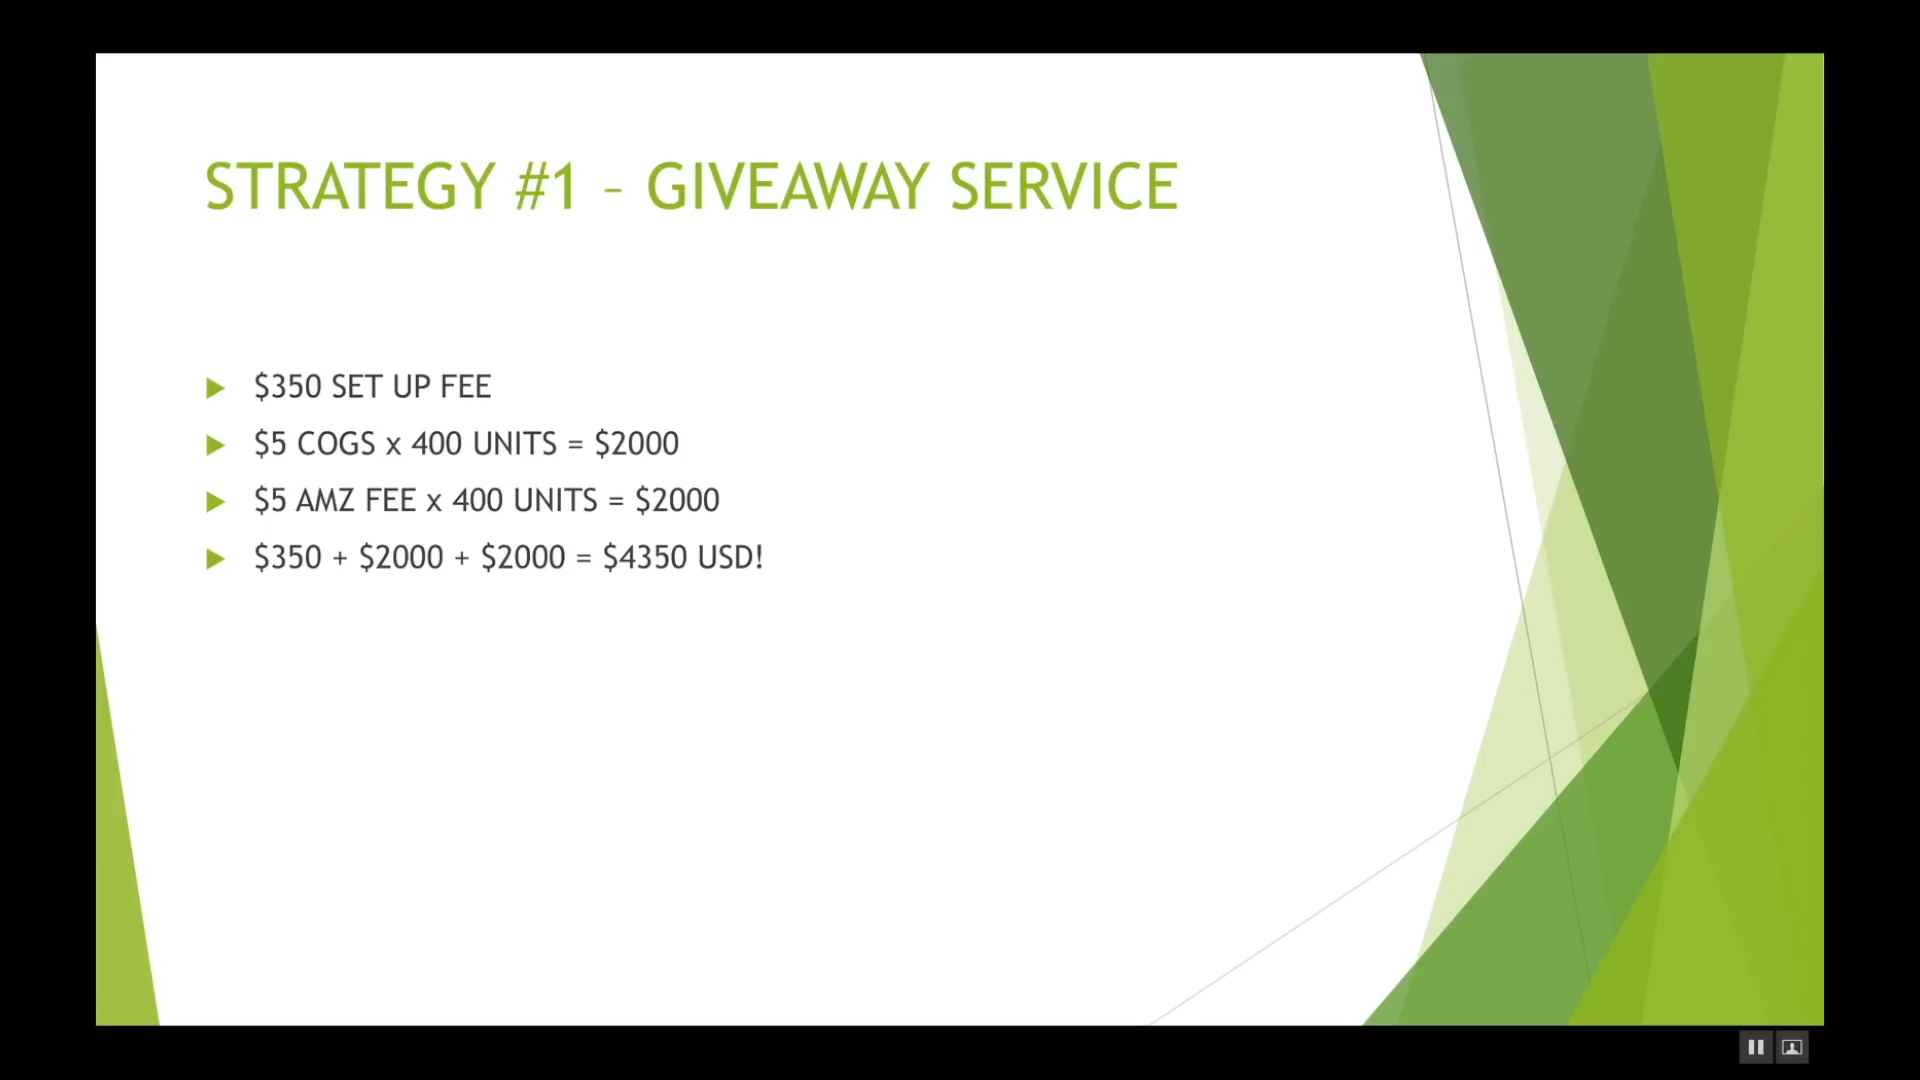 STRATEGY #1 – GIVEAWAY SERVICE
$350 SET UP FEE
$5 COGS x 400 UNITS = $2000
$5 AMZ FEE x 400 UNITS = $2000
$350 + $2000 + $2000 = $4350 USD!